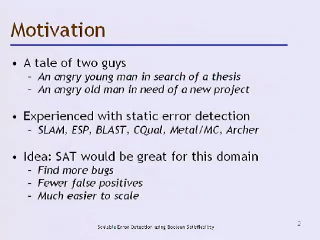 Motivation
• A tale of two guys
– An angry young man in search of a thesis
– An angry old man in need of a new project
• Experienced with static error detection
– SLAM, ESP, BLAST, CQual, Metal/MC, Archer
• Idea: SAT would be great for this domain
– Find more bugs
– Fewer false positives
– Much easier to scale
Scalable Error Detection using Boolean Satisfiability
2